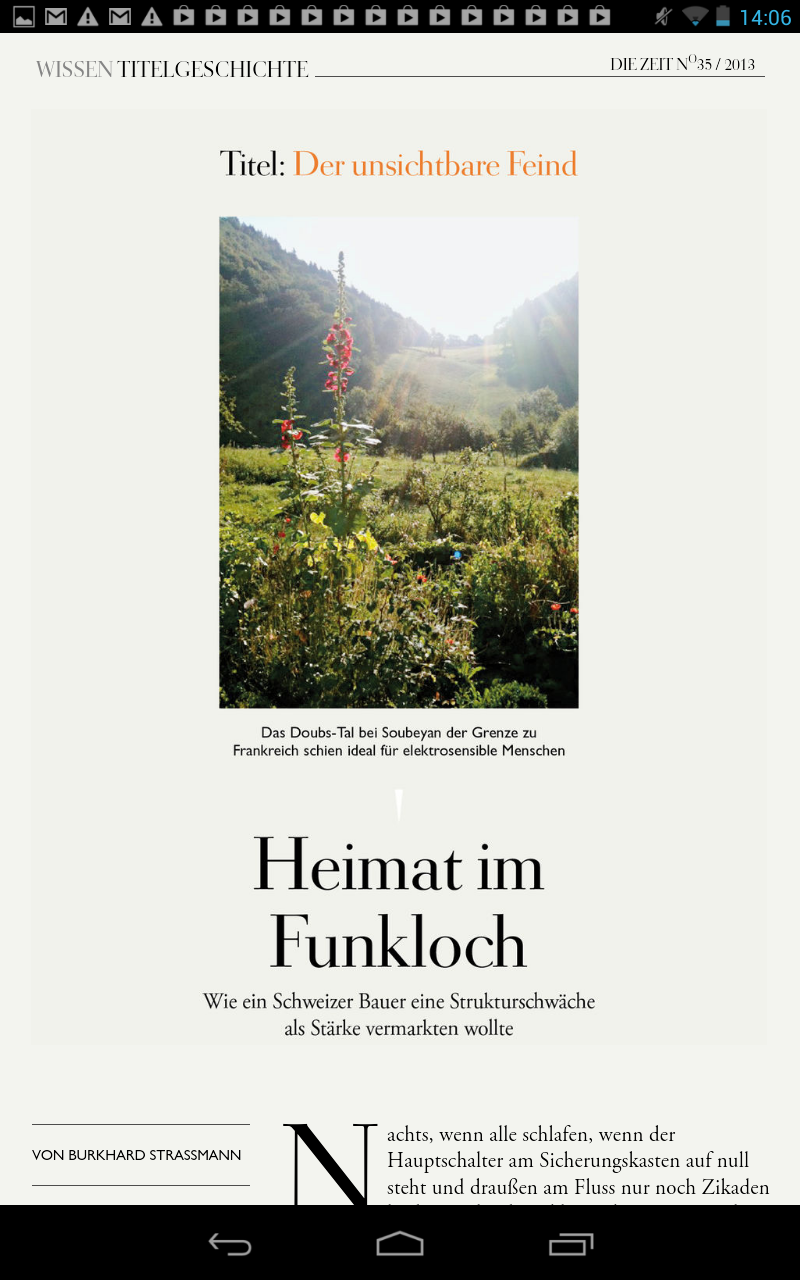 14:06
WISSEN TITELGESCHICHTE
DIE ZEIT NO35 / 2013
Titel: Der unsichtbare Feind
Das Doubs-Tal bei Soubeyan der Grenze zu
Frankreich schien ideal für elektrosensible Menschen
Heimat im
Funkloch
Wie ein Schweizer Bauer eine Strukturschwäche
als Stärke vermarkten wollte
VON BURKHARD STRASSMANN
Nachts, wenn alle schlafen, wenn der
Hauptschalter am Sicherungskasten auf null
steht und draußen am Fluss nur noch Zikaden